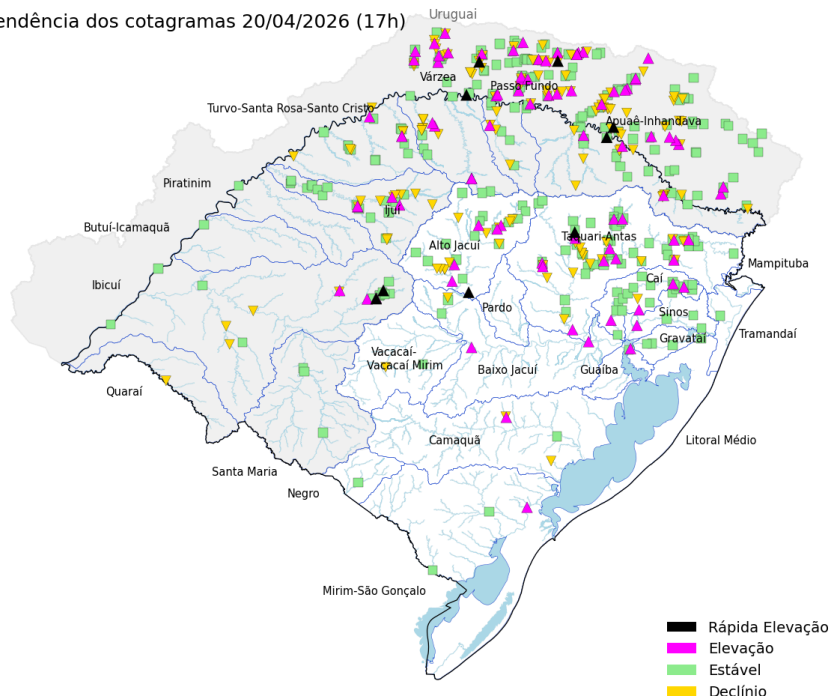 endência dos cotagramas 20/04/2026 (17h)
Uruguai
Várzea
Passo Fundo
Turvo-Santa Rosa-Santo Cristo
Apuaê-Inhandava
Piratinim
Ijuí
Butuí-Icamaquã
Taquari-Antas
Alto Jacuí
Mampituba
Ibicuí
Caí
Pardo
Sinos
Tramandaí
Gravataí
Vacacaí-
Vacacaí Mirim
Baixo Jacuí
Guaíba
Quaraí
Camaquã
Litoral Médio
Santa Maria
Negro
Mirim-São Gonçalo
Rápida Elevação
Elevação
Estável
Declínio